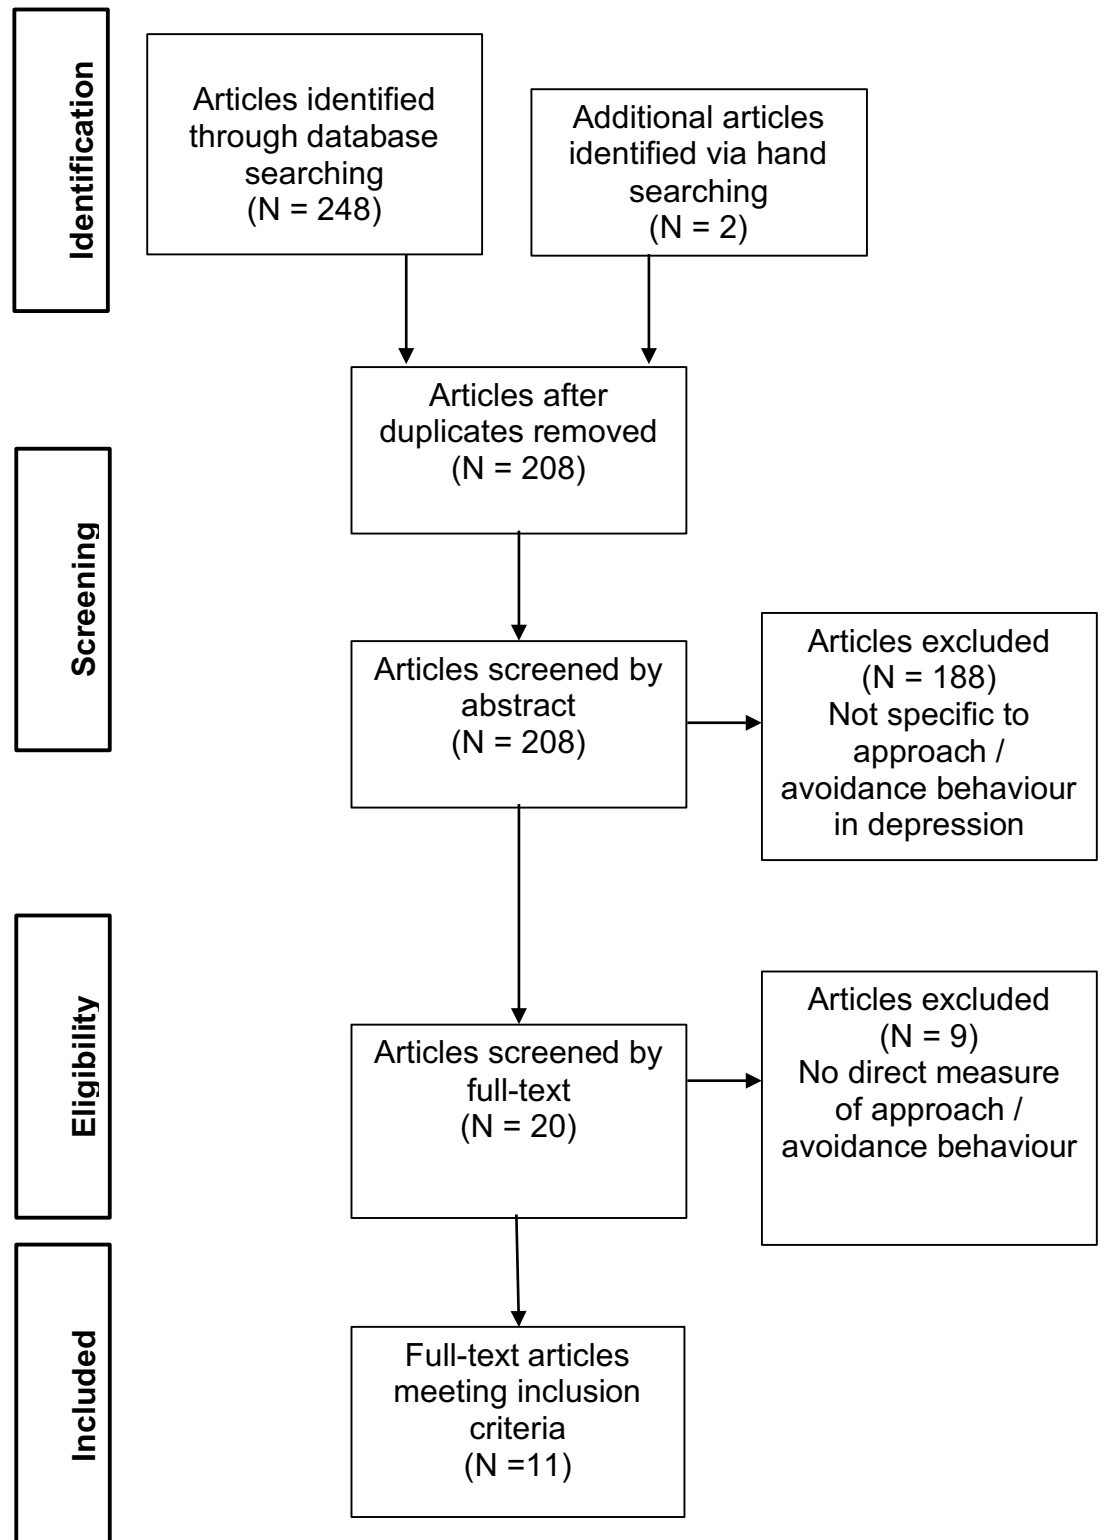 Identification
Articles identified
through database
searching
(N = 248)
Additional articles
identified via hand
searching
(N = 2)
Articles after
duplicates removed
(N = 208)
Screening
Articles screened by
abstract
(N = 208)
Articles excluded
(N = 188)
Not specific to
approach /
avoidance behaviour
in depression
Eligibility
Articles screened by
full-text
(N = 20)
Articles excluded
(N = 9)
No direct measure
of approach /
avoidance behaviour
Included
Full-text articles
meeting inclusion
criteria
(N =11)